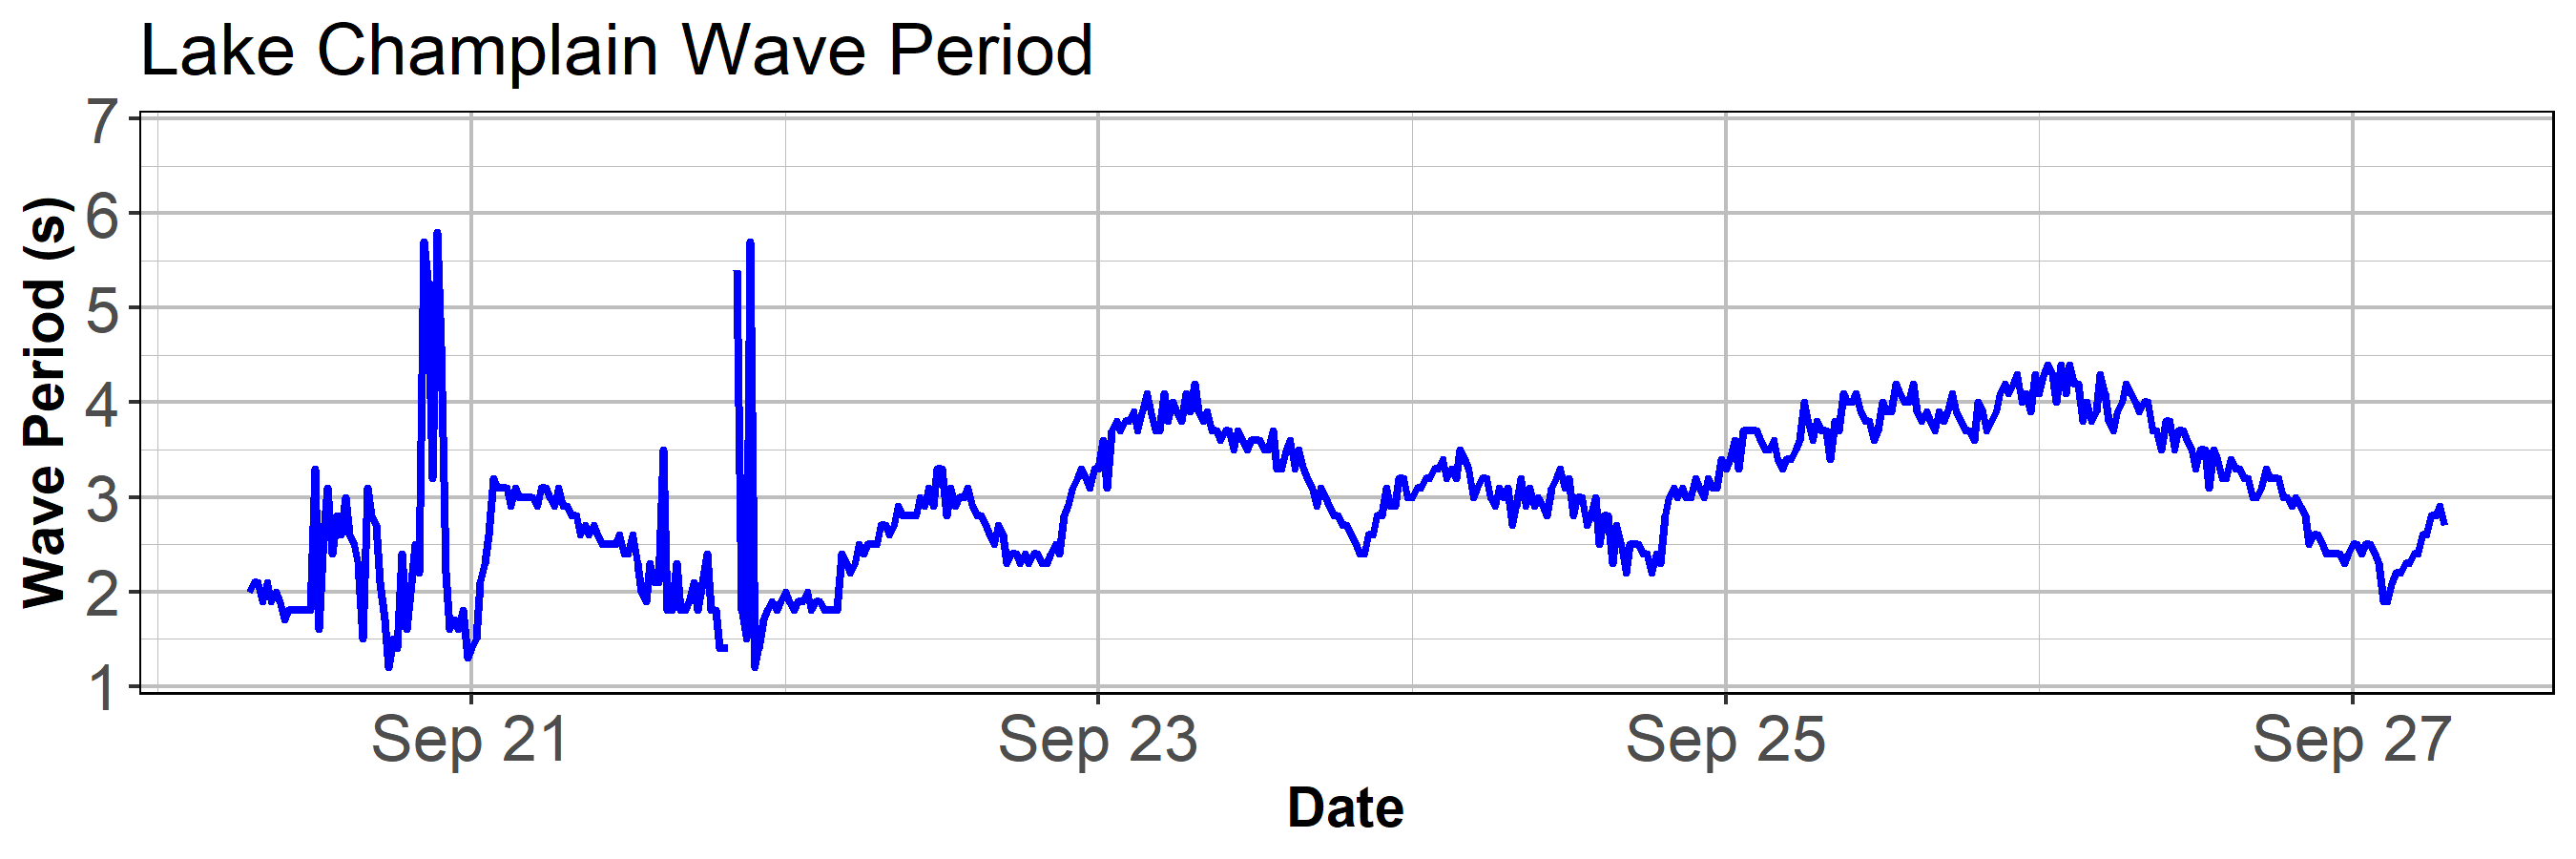 Lake Champlain Wave Period
Wave Period (s)
7
6
5
4
3
2
1
Sep 21
Sep 23
Sep 25
Sep 27
Date